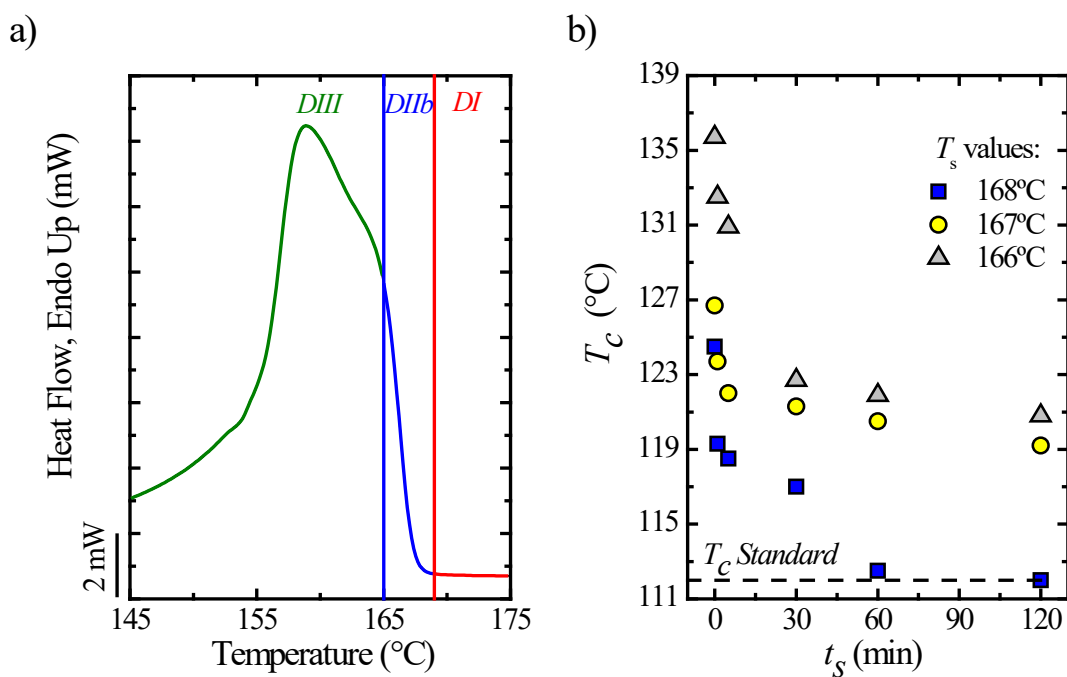 a)
DIII
DIIb
DI
Heat Flow, Endo Up (mW)
2 mW
145
155
165
175
Temperature (°C)
b)
139
135
131
127
123
119
115
111
T_c (°C)
T_s values:
168ºC
167ºC
166ºC
T_c Standard
0
30
60
90
120
t_s (min)